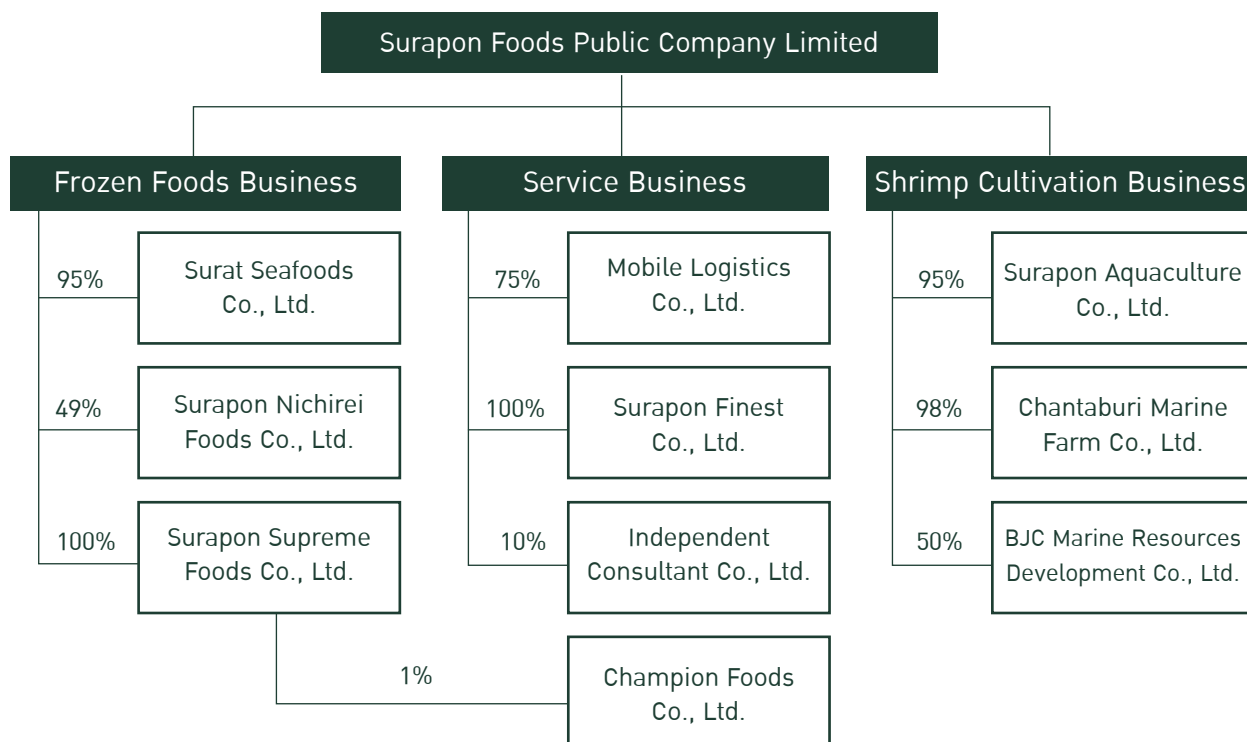 Surapon Foods Public Company Limited
Frozen Foods Business
95%
Surat Seafoods
Co., Ltd.
49%
Surapon Nichirei
Foods Co., Ltd.
100%
Surapon Supreme
Foods Co., Ltd.
Service Business
75%
Mobile Logistics
Co., Ltd.
100%
Surapon Finest
Co., Ltd.
10%
Independent
Consultant Co., Ltd.
1%
Champion Foods
Co., Ltd.
Shrimp Cultivation Business
95%
Surapon Aquaculture
Co., Ltd.
98%
Chantaburi Marine
Farm Co., Ltd.
50%
BJC Marine Resources
Development Co., Ltd.